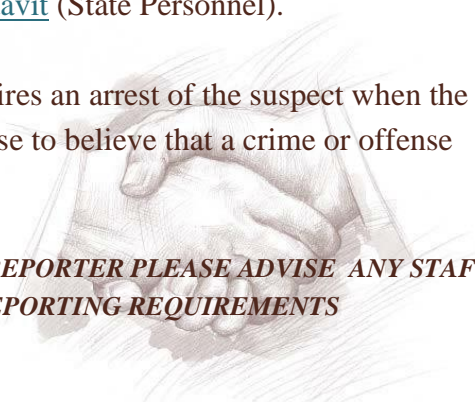 avit (State Personnel).
ires an arrest of the suspect when the
se to believe that a crime or offense
EPORTER PLEASE ADVISE ANY STAF
PORTING REQUIREMENTS